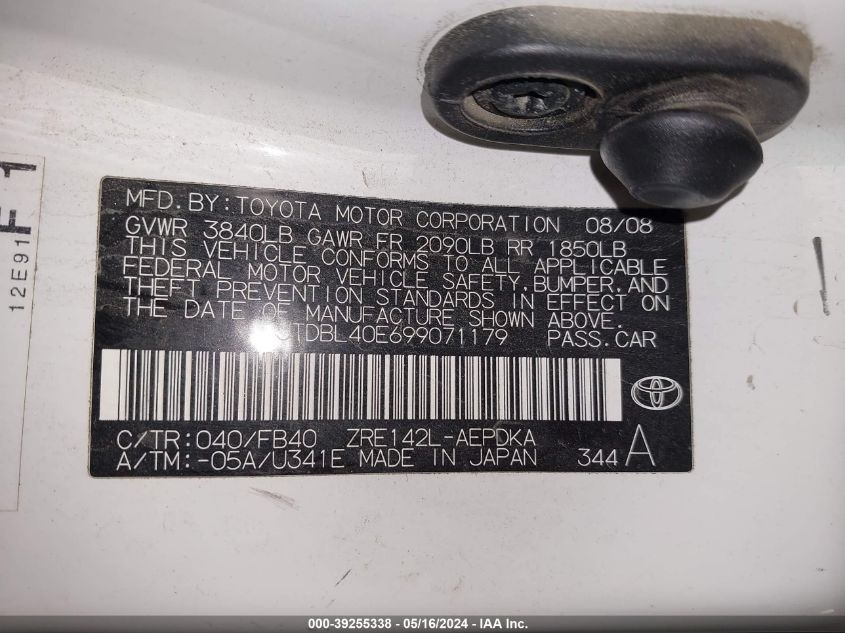 MFD. BY: TOYOTA MOTOR CORPORATION 08/08
GVWR 3840LB GAWR FR 2090LB RR 1850LB
THIS VEHICLE CONFORMS TO ALL APPLICABLE
FEDERAL MOTOR VEHICLE SAFETY, BUMPER, AND
THEFT PREVENTION STANDARDS IN EFFECT ON
THE DATE OF MANUFACTURE SHOWN ABOVE.
TDBL40E699071179 PASS.CAR
C/TR:040/FB40 ZRE142L-AEPDKA
A/TM:-05A/U341E MADE IN JAPAN 344 A
F 1
12E91
000-39255338 - 05/16/2024 - IAA Inc.